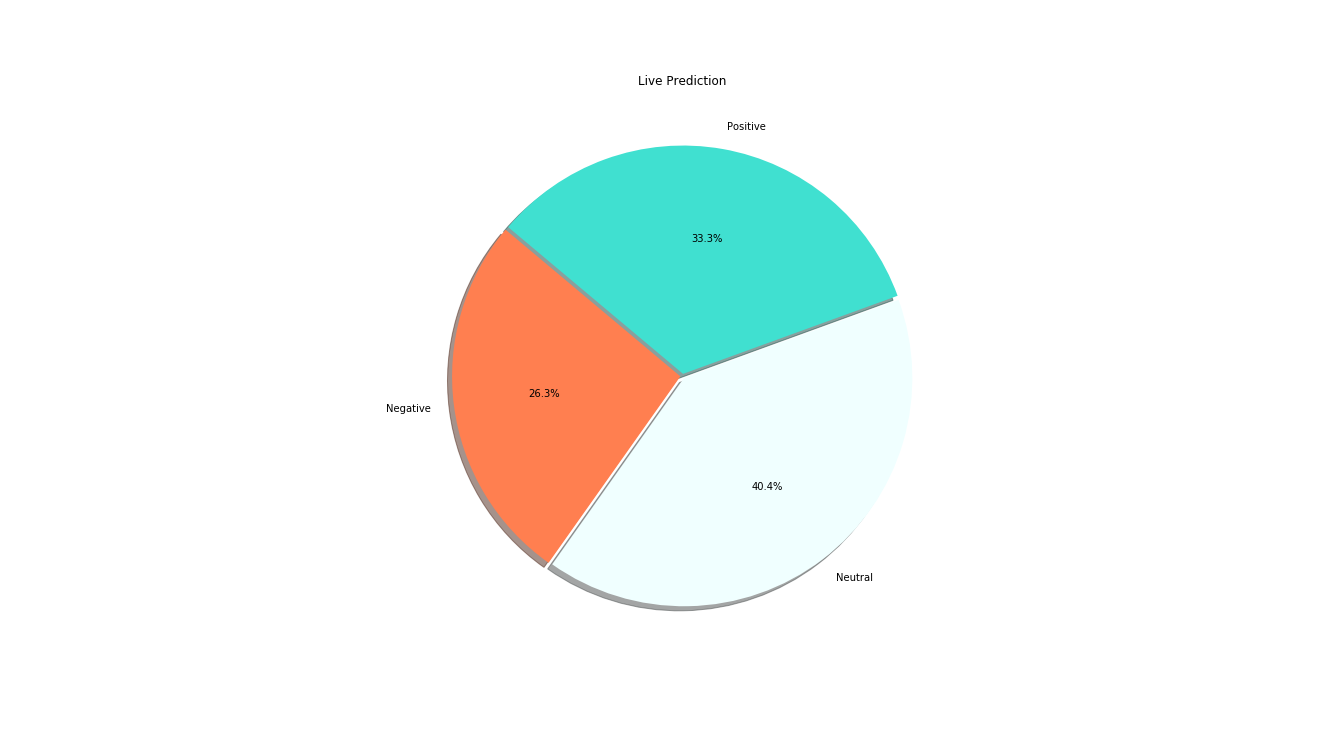 Live Prediction
Positive
33.3%
Negative
26.3%
40.4%
Neutral